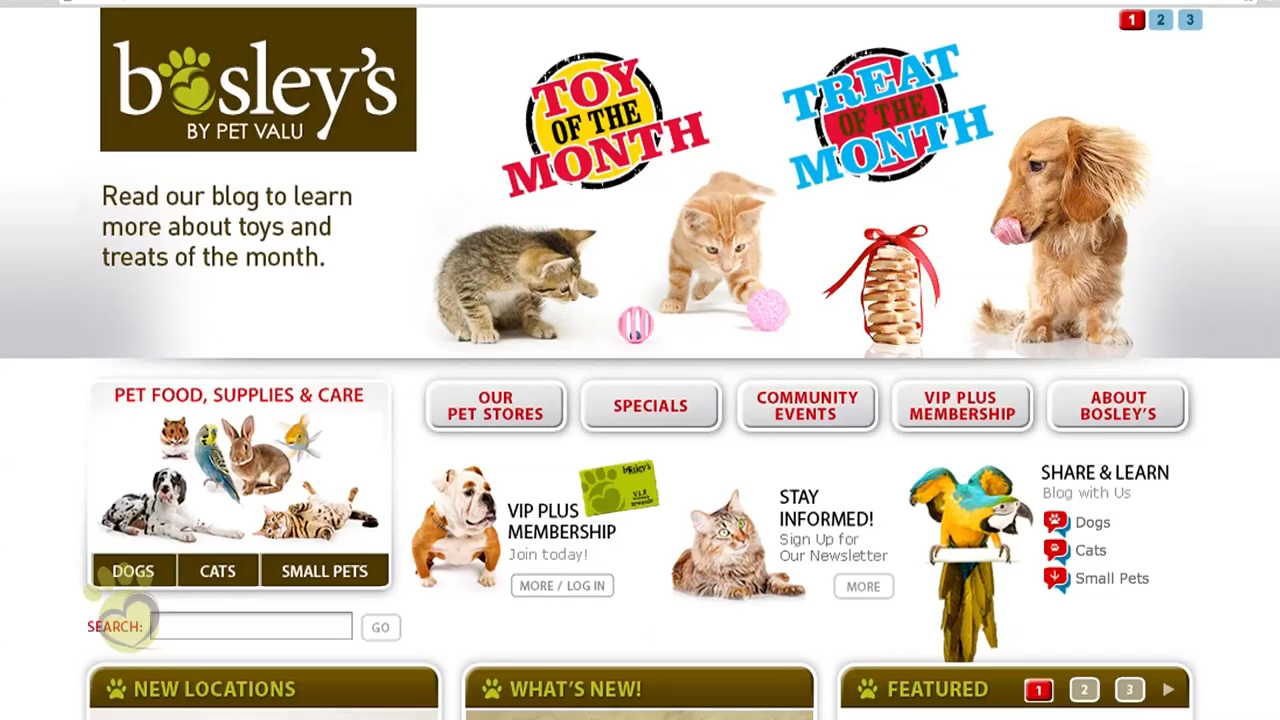 1 2 3
bosley's
BY PET VALU
TOY
OF THE
MONTH
TREAT
OF THE
MONTH
Read our blog to learn
more about toys and
treats of the month.
PET FOOD, SUPPLIES & CARE
DOGS CATS SMALL PETS
SEARCH: GO
OUR
PET STORES
SPECIALS
COMMUNITY
EVENTS
VIP PLUS
MEMBERSHIP
ABOUT
BOSLEY'S
bosley's
V.I.P.
VIP PLUS
MEMBERSHIP
Join today!
MORE / LOG IN
STAY
INFORMED!
Sign Up for
Our Newsletter
MORE
SHARE & LEARN
Blog with Us
Dogs
Cats
Small Pets
NEW LOCATIONS
WHAT'S NEW!
FEATURED 1 2 3